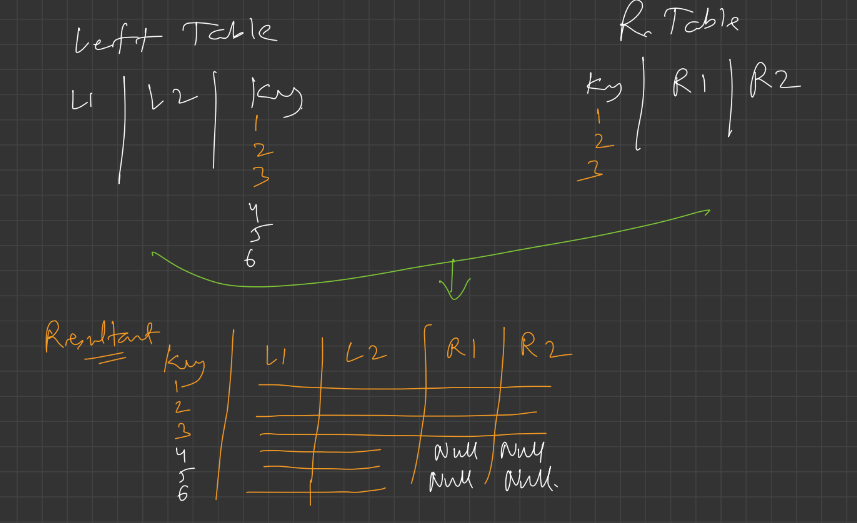 Left Table
R. Table
L1 L2 Key
Key R1 R2
1
2
3
4
5
6
1
2
3
Resultant
Key L1 L2 R1 R2
1
2
3
4 Null Null
5 Null Null.
6